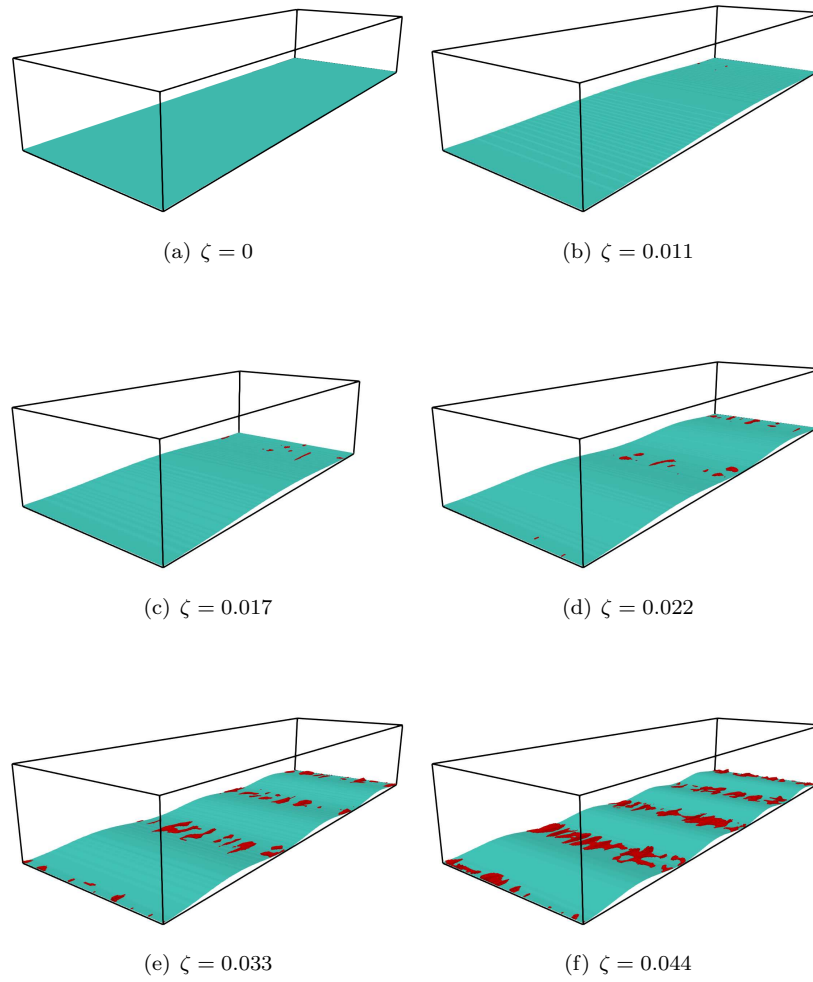 (a) ζ = 0
(b) ζ = 0.011
(c) ζ = 0.017
(d) ζ = 0.022
(e) ζ = 0.033
(f) ζ = 0.044